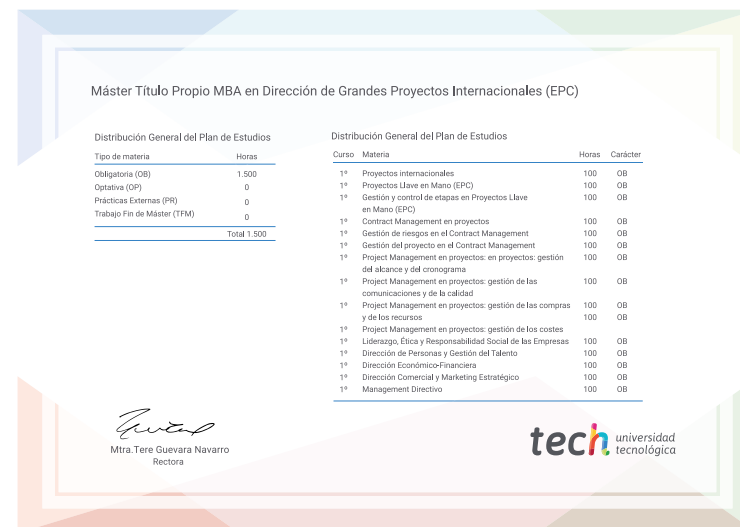 Máster Título Propio MBA en Dirección de Grandes Proyectos Internacionales (EPC)
Distribución General del Plan de Estudios
Tipo de materia Horas
Obligatoria (OB) 1.500
Optativa (OP) 0
Prácticas Externas (PR) 0
Trabajo Fin de Máster (TFM) 0
Total 1.500
Distribución General del Plan de Estudios
Curso Materia Horas Carácter
1º Proyectos internacionales 100 OB
1º Proyectos Llave en Mano (EPC) 100 OB
1º Gestión y control de etapas en Proyectos Llave 100 OB
en Mano (EPC)
1º Contract Management en proyectos 100 OB
1º Gestión de riesgos en el Contract Management 100 OB
1º Gestión del proyecto en el Contract Management 100 OB
1º Project Management en proyectos: en proyectos: gestión 100 OB
del alcance y del cronograma
1º Project Management en proyectos: gestión de las 100 OB
comunicaciones y de la calidad
1º Project Management en proyectos: gestión de las compras 100 OB
y de los recursos 100 OB
1º Project Management en proyectos: gestión de los costes
1º Liderazgo, Ética y Responsabilidad Social de las Empresas 100 OB
1º Dirección de Personas y Gestión del Talento 100 OB
1º Dirección Económico-Financiera 100 OB
1º Dirección Comercial y Marketing Estratégico 100 OB
1º Management Directivo 100 OB
Mtra.Tere Guevara Navarro
Rectora
tech universidad
tecnológica